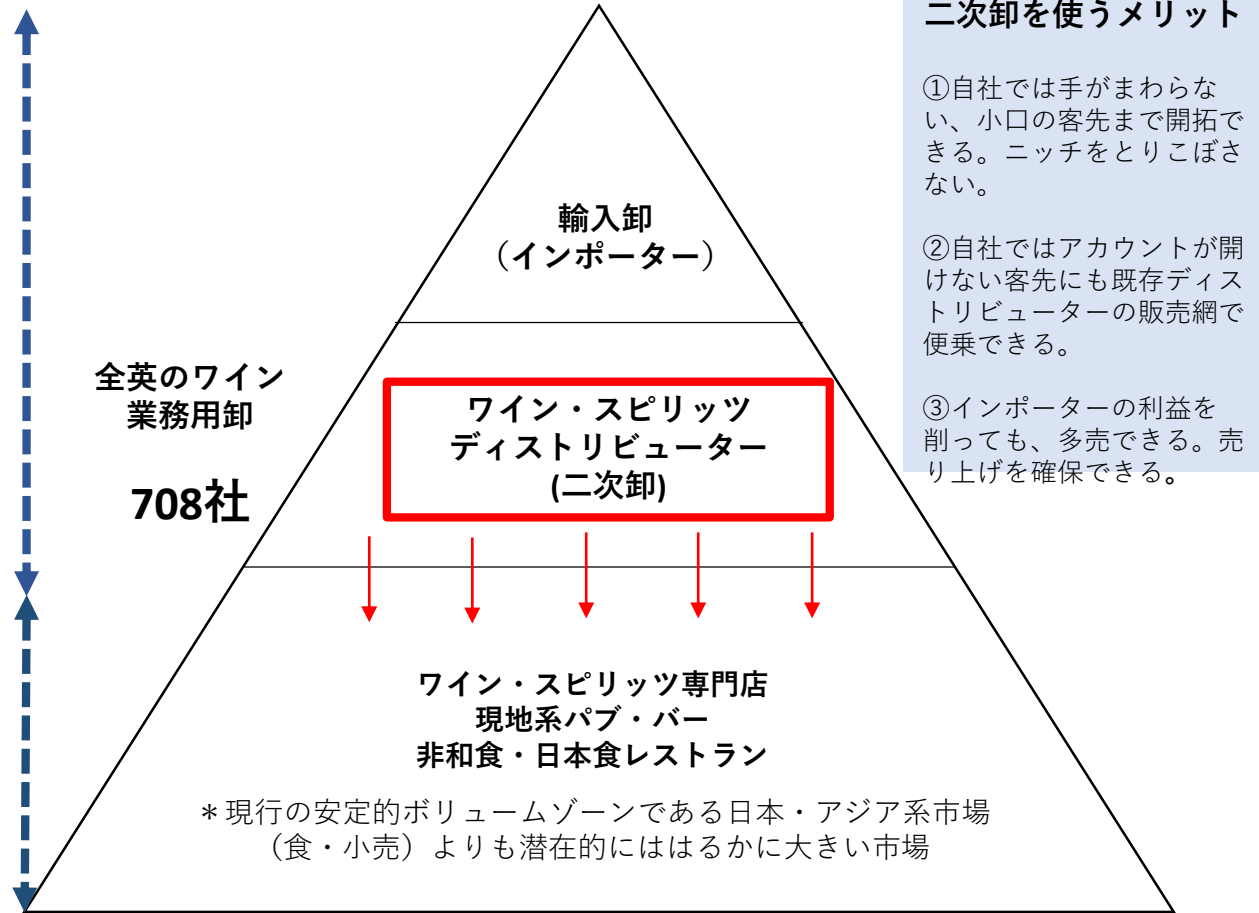 二次卸を使うメリット
①自社では手がまわらな
い、小口の客先まで開拓で
きる。ニッチをとりこぼさ
ない。
②自社ではアカウントが開
けない客先にも既存ディス
トリビューターの販売網で
便乗できる。
③インポーターの利益を
削っても、多売できる。売
り上げを確保できる。
輸入卸
（インポーター）
全英のワイン
業務用卸
708社
ワイン・スピリッツ
ディストリビューター
(二次卸)
ワイン・スピリッツ専門店
現地系パブ・バー
非和食・日本食レストラン
＊現行の安定的ボリュームゾーンである日本・アジア系市場
（食・小売）よりも潜在的にははるかに大きい市場